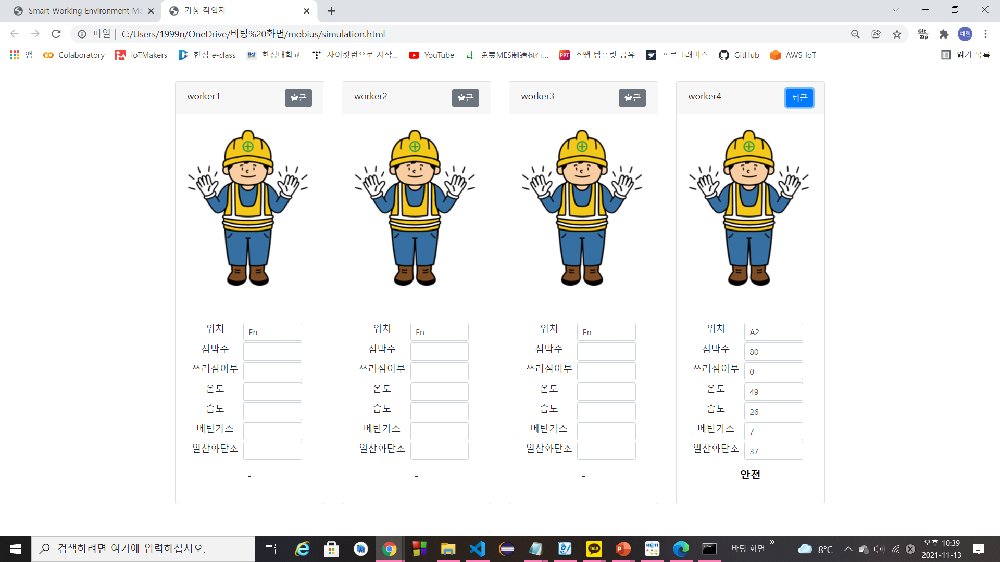 Smart Working Environment Mo
가상 작업자
파일
C:/Users/1999n/OneDrive/바탕%20화면/mobius/simulation.html
Git Zip
예림
앱
Colaboratory
IoTMakers
한성 e-class
한성대학교
사이킷런으로 시작...
YouTube
免费MES制造执行...
PPT
조땡 템플릿 공유
프로그래머스
GitHub
AWS IoT
읽기 목록
worker1
출근
worker2
출근
worker3
출근
worker4
퇴근
위치 En
심박수
쓰러짐여부
온도
습도
메탄가스
일산화탄소
-
위치 En
심박수
쓰러짐여부
온도
습도
메탄가스
일산화탄소
-
위치 En
심박수
쓰러짐여부
온도
습도
메탄가스
일산화탄소
-
위치 A2
심박수 80
쓰러짐여부 0
온도 49
습도 26
메탄가스 7
일산화탄소 37
안전
검색하려면 여기에 입력하십시오.
TALK
KETI
바탕 화면
8°C
오후 10:39
2021-11-13